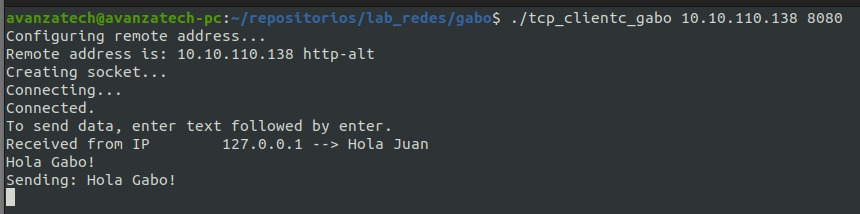 avanzatech@avanzatech-pc:~/repositorios/lab_redes/gabo$ ./tcp_clientc_gabo 10.10.110.138 8080
Configuring remote address...
Remote address is: 10.10.110.138 http-alt
Creating socket...
Connecting...
Connected.
To send data, enter text followed by enter.
Received from IP        127.0.0.1 --> Hola Juan
Hola Gabo!
Sending: Hola Gabo!